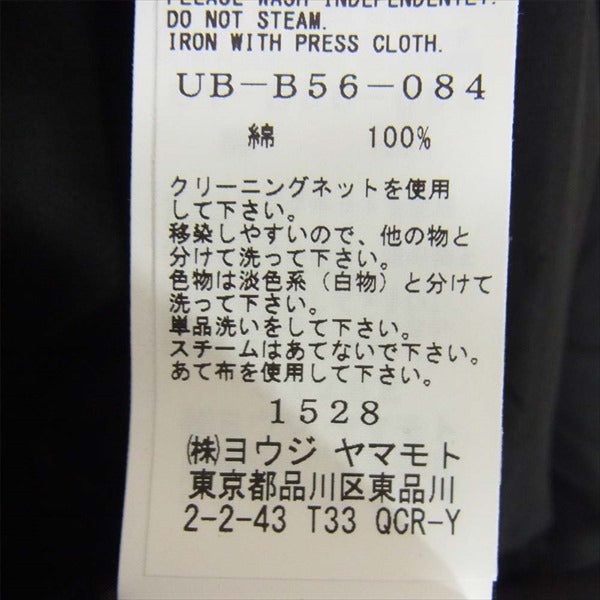 PLEASE WASH INDEPENDENTLY.
DO NOT STEAM.
IRON WITH PRESS CLOTH.
UB-B56-084
綿 100%
クリーニングネットを使用
して下さい。
移染しやすいので、他の物と
分けて洗って下さい。
色物は淡色系（白物）と分けて
洗って下さい。
単品洗いをして下さい。
スチームはあてないで下さい。
あて布を使用して下さい。
1528
㈱ヨウジ ヤマモト
東京都品川区東品川
2-2-43 T33 QCR-Y